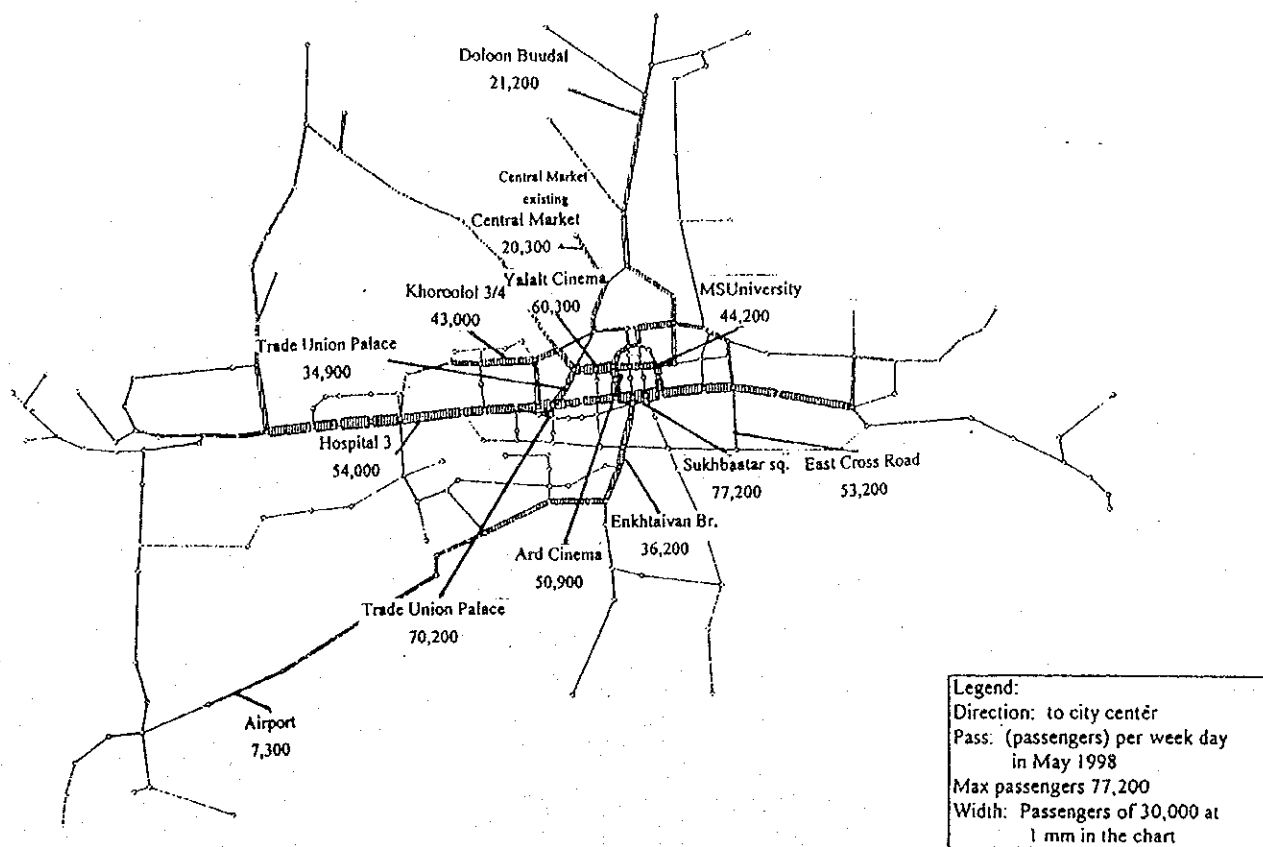 Doloon Buudal
21,200
Central Market
existing
Central Market
20,300
Yalalt Cinema
60,300
Khoroolol 3/4
43,000
MSUniversity
44,200
Trade Union Palace
34,900
Hospital 3
54,000
Sukhbaatar sq.
77,200
East Cross Road
53,200
Enkhtaivan Br.
36,200
Ard Cinema
50,900
Trade Union Palace
70,200
Airport
7,300
Legend:
Direction: to city center
Pass: (passengers) per week day
in May 1998
Max passengers 77,200
Width: Passengers of 30,000 at
1 mm in the chart